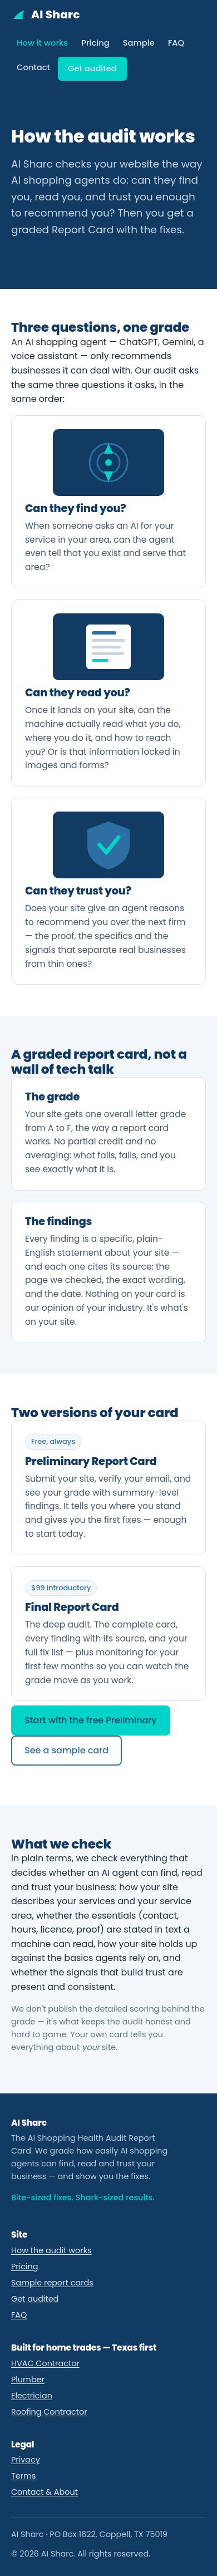 AI Sharc
How it works Pricing Sample FAQ
Contact Get audited
How the audit works
AI Sharc checks your website the way
AI shopping agents do: can they find
you, read you, and trust you enough
to recommend you? Then you get a
graded Report Card with the fixes.
Three questions, one grade
An AI shopping agent — ChatGPT, Gemini, a
voice assistant — only recommends
businesses it can deal with. Our audit asks
the same three questions it asks, in the
same order:
Can they find you?
When someone asks an AI for your
service in your area, can the agent
even tell that you exist and serve that
area?
Can they read you?
Once it lands on your site, can the
machine actually read what you do,
where you do it, and how to reach
you? Or is that information locked in
images and forms?
Can they trust you?
Does your site give an agent reasons
to recommend you over the next firm
— the proof, the specifics and the
signals that separate real businesses
from thin ones?
A graded report card, not a
wall of tech talk
The grade
Your site gets one overall letter grade
from A to F, the way a report card
works. No partial credit and no
averaging: what fails, fails, and you
see exactly what it is.
The findings
Every finding is a specific, plain-
English statement about your site —
and each one cites its source: the
page we checked, the exact wording,
and the date. Nothing on your card is
our opinion of your industry. It's what's
on your site.
Two versions of your card
Free, always
Preliminary Report Card
Submit your site, verify your email, and
see your grade with summary-level
findings. It tells you where you stand
and gives you the first fixes — enough
to start today.
$99 introductory
Final Report Card
The deep audit. The complete card,
every finding with its source, and your
full fix list — plus monitoring for your
first few months so you can watch the
grade move as you work.
Start with the free Preliminary
See a sample card
What we check
In plain terms, we check everything that
decides whether an AI agent can find, read
and trust your business: how your site
describes your services and your service
area, whether the essentials (contact,
hours, licence, proof) are stated in text a
machine can read, how your site holds up
against the basics agents rely on, and
whether the signals that build trust are
present and consistent.
We don't publish the detailed scoring behind the
grade — it's what keeps the audit honest and
hard to game. Your own card tells you
everything about your site.
AI Sharc
The AI Shopping Health Audit Report
Card. We grade how easily AI shopping
agents can find, read and trust your
business — and show you the fixes.
Bite-sized fixes. Shark-sized results.
Site
How the audit works
Pricing
Sample report cards
Get audited
FAQ
Built for home trades — Texas first
HVAC Contractor
Plumber
Electrician
Roofing Contractor
Legal
Privacy
Terms
Contact & About
AI Sharc · PO Box 1622, Coppell, TX 75019
© 2026 AI Sharc. All rights reserved.